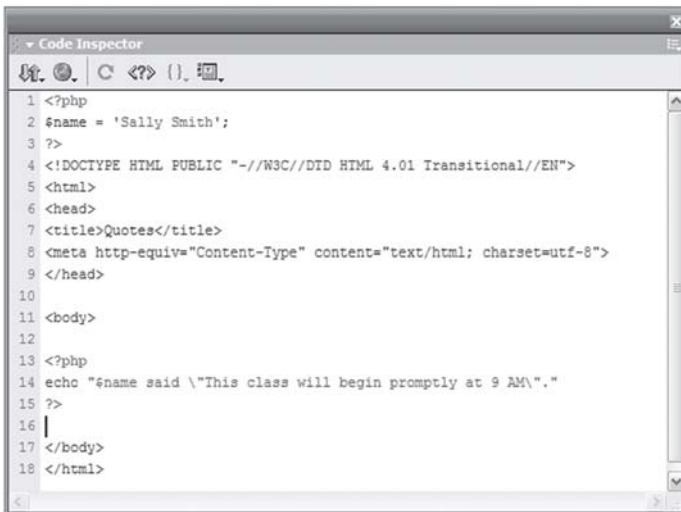 Code Inspector
1 <?php
2 $name = 'Sally Smith';
3 ?>
4 <!DOCTYPE HTML PUBLIC "-//W3C//DTD HTML 4.01 Transitional//EN">
5 <html>
6 <head>
7 <title>Quotes</title>
8 <meta http-equiv="Content-Type" content="text/html; charset=utf-8">
9 </head>
10
11 <body>
12
13 <?php
14 echo "$name said \"This class will begin promptly at 9 AM\"."
15 ?>
16
17 </body>
18 </html>